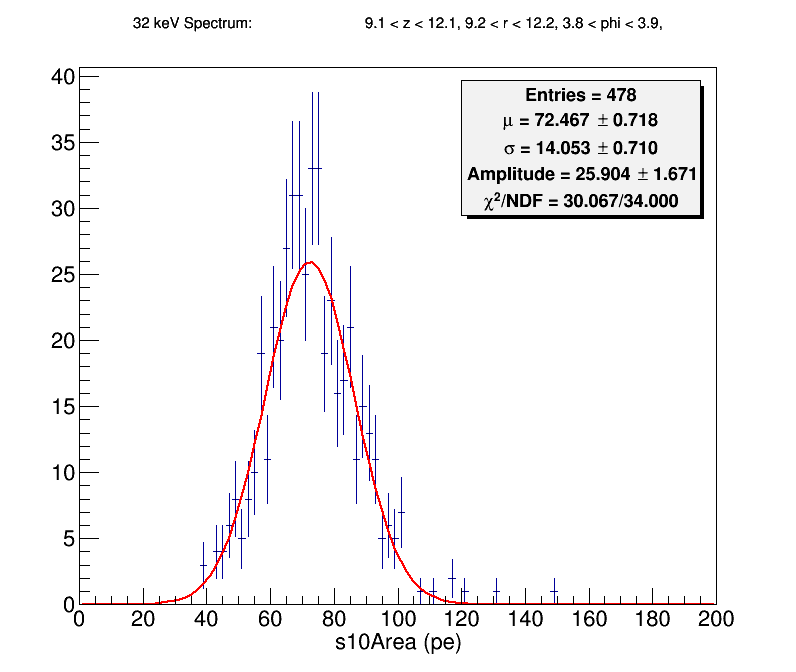 32 keV Spectrum: 9.1 < z < 12.1, 9.2 < r < 12.2, 3.8 < phi < 3.9,
Entries = 478
μ = 72.467 ± 0.718
σ = 14.053 ± 0.710
Amplitude = 25.904 ± 1.671
χ²/NDF = 30.067/34.000
40
35
30
25
20
15
10
5
0
0 20 40 60 80 100 120 140 160 180 200
s10Area (pe)